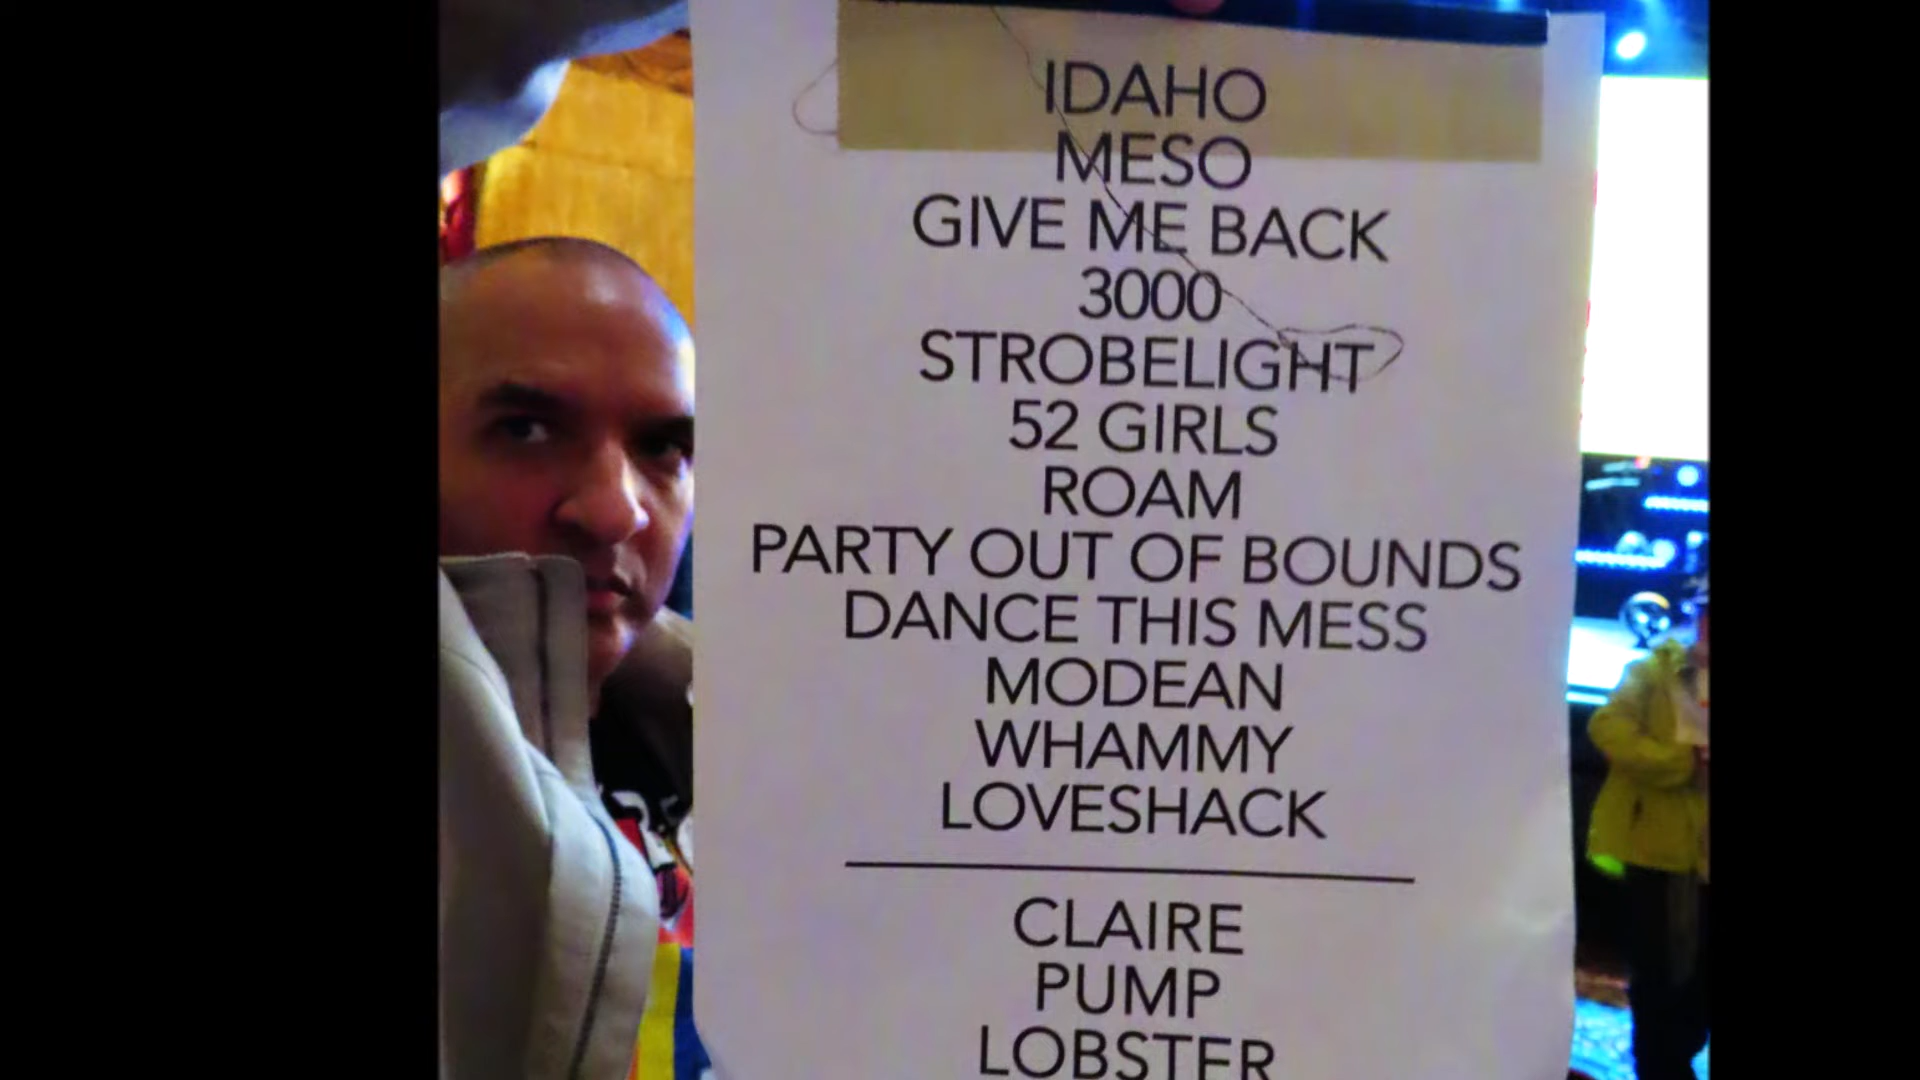 IDAHO
MESO
GIVE ME BACK
3000
STROBELIGHT
52 GIRLS
ROAM
PARTY OUT OF BOUNDS
DANCE THIS MESS
MODEAN
WHAMMY
LOVESHACK
CLAIRE
PUMP
LOBSTER